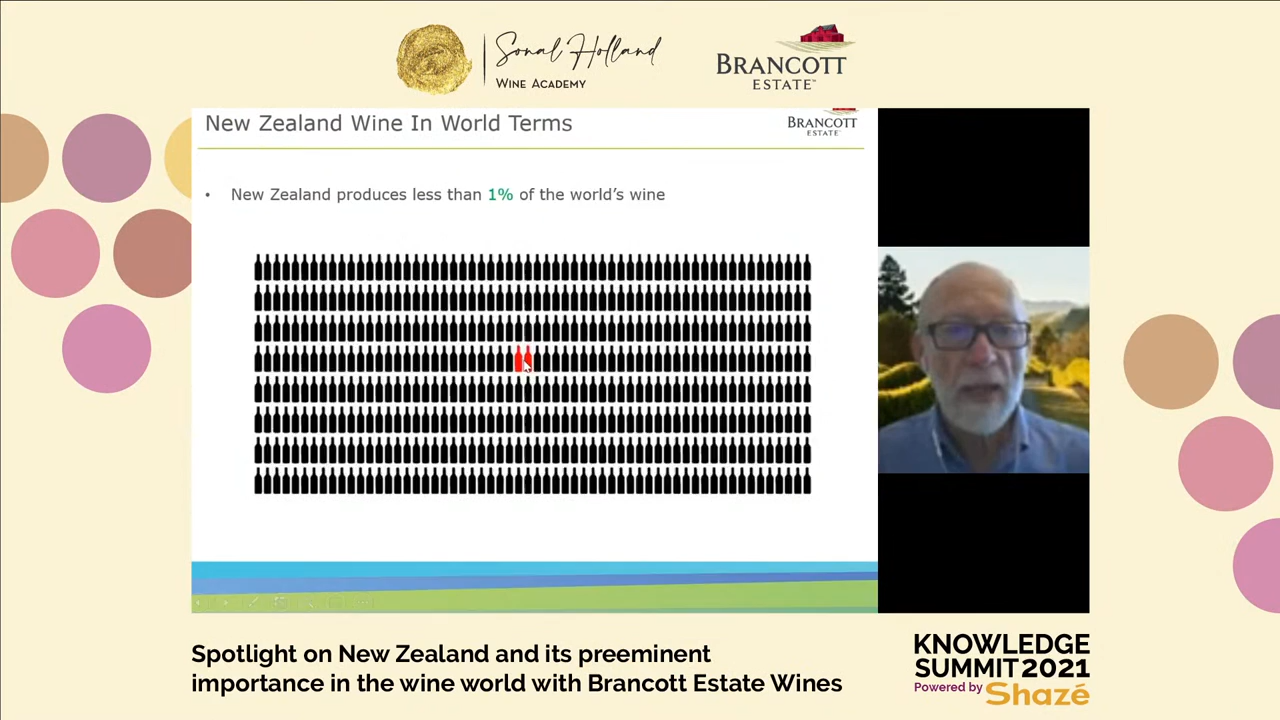 Sonal Holland
WINE ACADEMY
BRANCOTT
ESTATE™
New Zealand Wine In World Terms
BRANCOTT
ESTATE
• New Zealand produces less than 1% of the world's wine
Spotlight on New Zealand and its preeminent
importance in the wine world with Brancott Estate Wines
KNOWLEDGE
SUMMIT 2021
Powered by Shazé